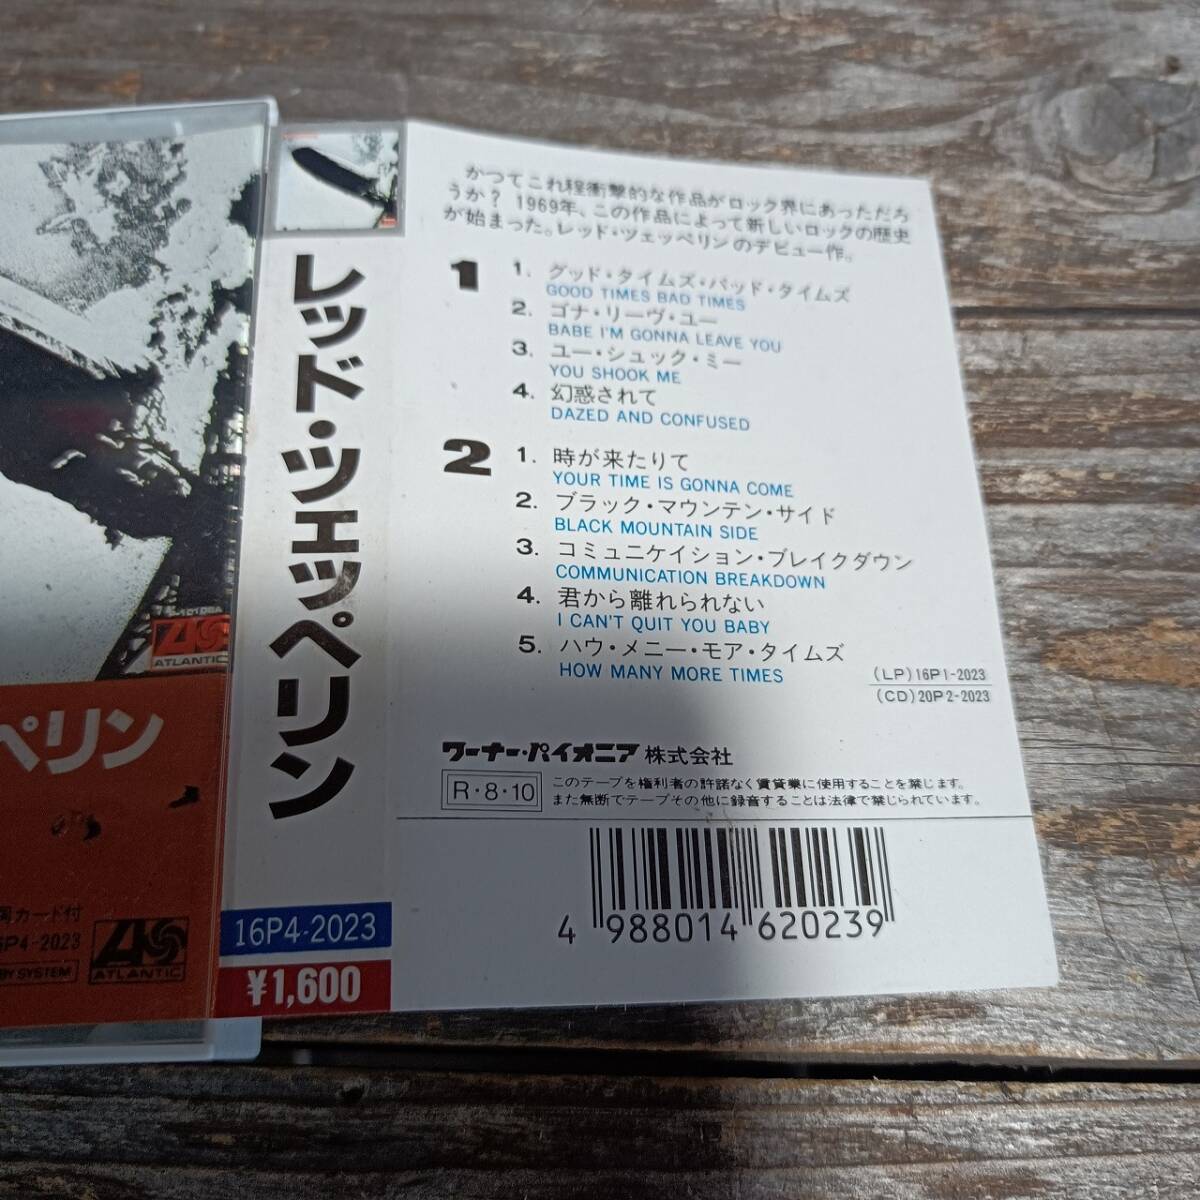 かつてこれ程衝撃的な作品がロック界にあっただろ
うか？ 1969年、この作品によって新しいロックの歴史
が始まった。レッド・ツェッペリンのデビュー作。
1
1. グッド・タイムズ・バッド・タイムズ
GOOD TIMES BAD TIMES
2. ゴナ・リーヴ・ユー
BABE I'M GONNA LEAVE YOU
3. ユー・シュック・ミー
YOU SHOOK ME
4. 幻惑されて
DAZED AND CONFUSED
2
1. 時が来たりて
YOUR TIME IS GONNA COME
2. ブラック・マウンテン・サイド
BLACK MOUNTAIN SIDE
3. コミュニケイション・ブレイクダウン
COMMUNICATION BREAKDOWN
4. 君から離れられない
I CAN'T QUIT YOU BABY
5. ハウ・メニー・モア・タイムズ
HOW MANY MORE TIMES
(LP)16P1-2023
(CD)20P2-2023
ワーナー・パイオニア 株式会社
R・8・10
このテープを権利者の許諾なく賃貸業に使用することを禁じます。
また無断でテープその他に録音することは法律で禁じられています。
4 988014 620239
レッド・ツェッペリン
16P4-2023
¥1,600
ATLANTIC
ペリン
カード付
P4-2023
BY SYSTEM
ATLANTIC